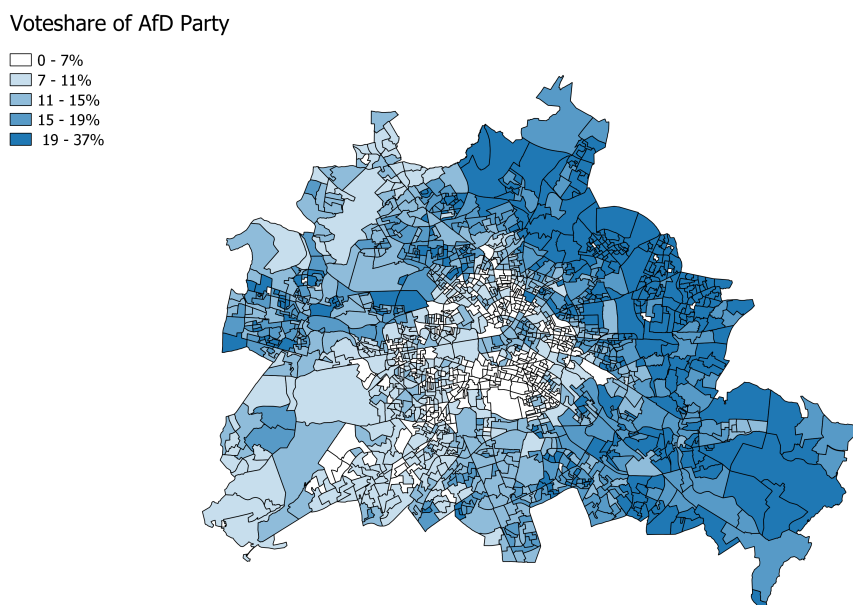 Voteshare of AfD Party
0 - 7%
7 - 11%
11 - 15%
15 - 19%
19 - 37%